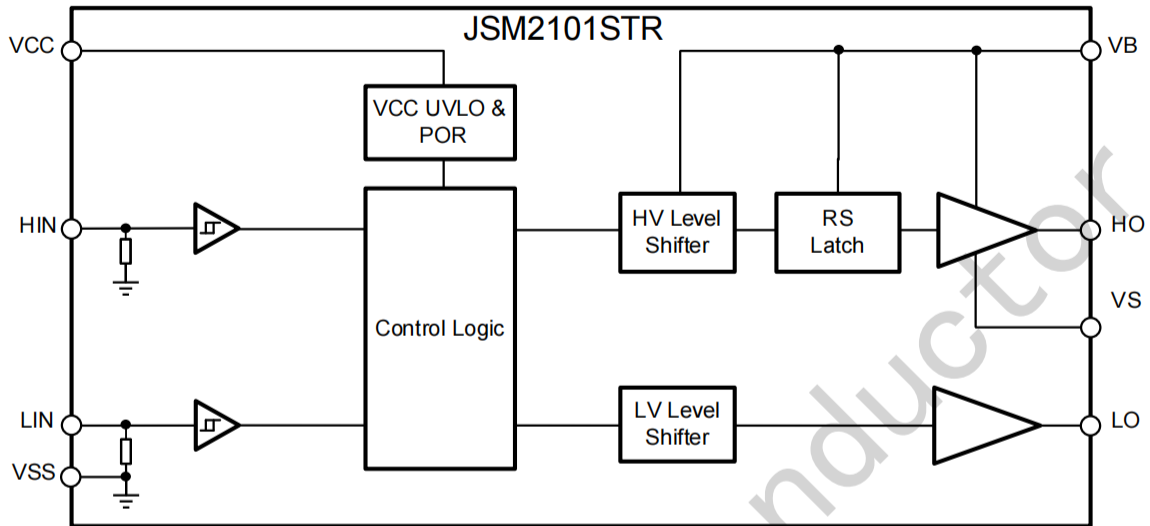 JSM2101STR
VCC
VB
VCC UVLO &
POR
HIN
HV Level
Shifter
RS
Latch
HO
VS
Control Logic
LIN
LV Level
Shifter
LO
VSS
nductor